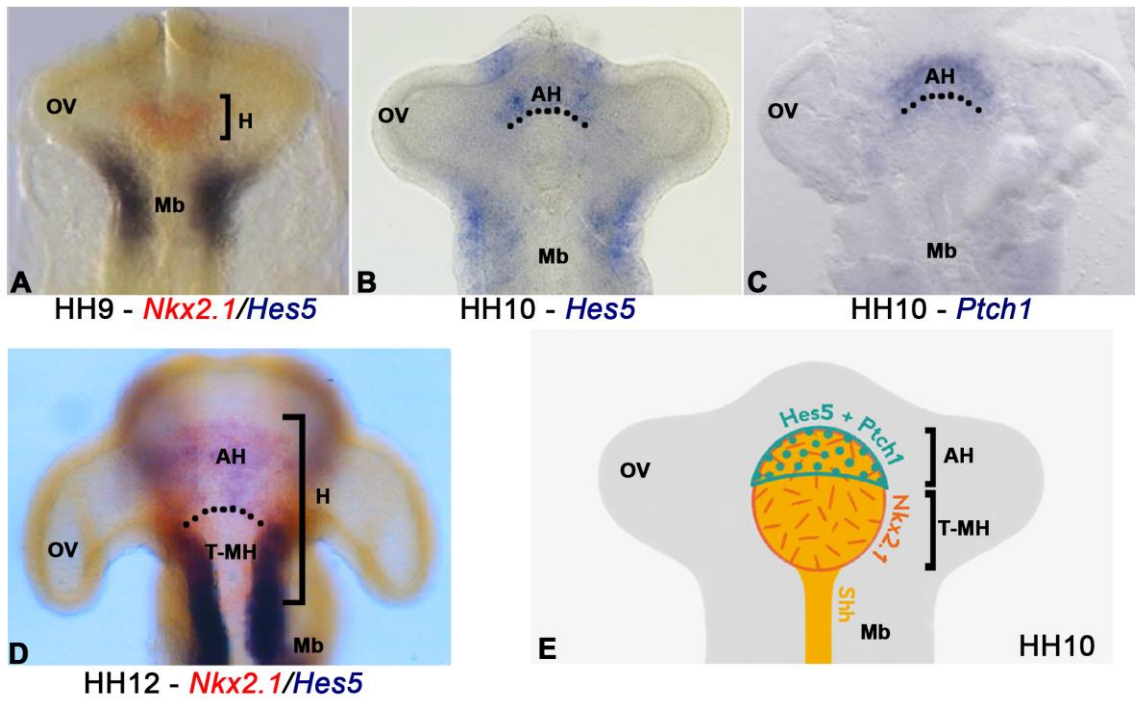 OV
H
Mb
A
HH9 - Nkx2.1/Hes5
OV
AH
Mb
B
HH10 - Hes5
OV
AH
Mb
C
HH10 - Ptch1
AH
H
OV
T-MH
Mb
D
HH12 - Nkx2.1/Hes5
Hes5 + Ptch1
OV
AH
Nkx2.1
T-MH
Shh
Mb
E
HH10